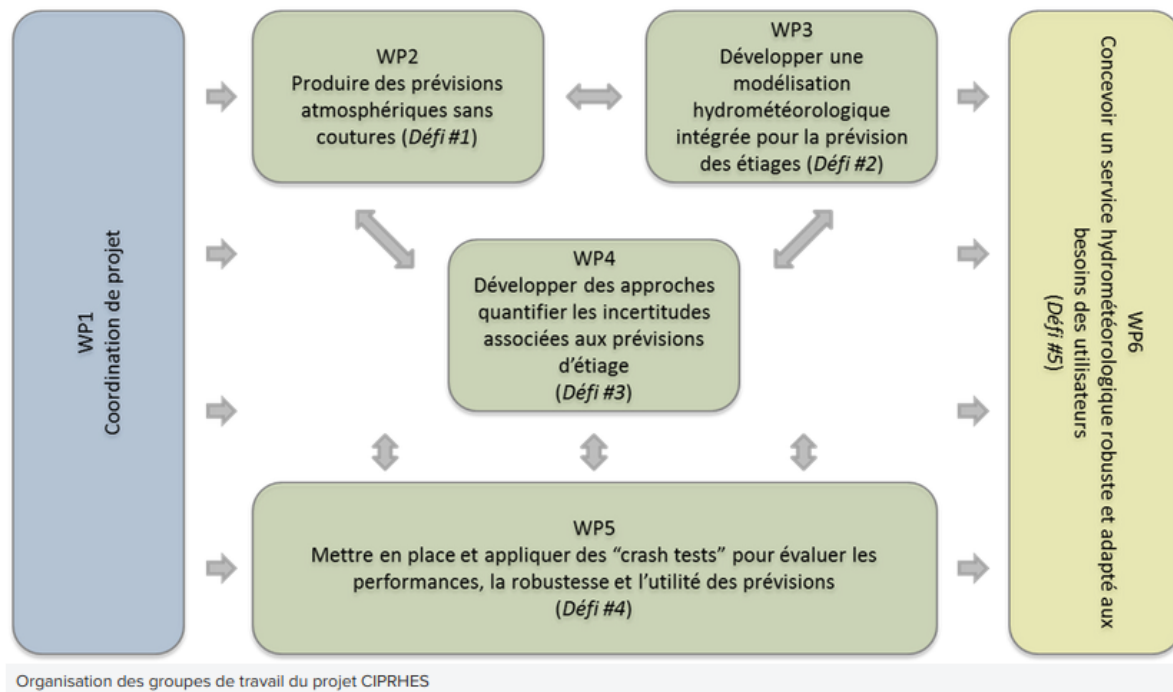 WP1
Coordination de projet
WP2
Produire des prévisions
atmosphériques sans
coutures (Défi #1)
WP3
Développer une
modélisation
hydrométéorologique
intégrée pour la prévision
des étiages (Défi #2)
WP4
Développer des approches
quantifier les incertitudes
associées aux prévisions
d'étiage
(Défi #3)
WP5
Mettre en place et appliquer des “crash tests” pour évaluer les
performances, la robustesse et l'utilité des prévisions
(Défi #4)
WP6
Concevoir un service hydrométéorologique robuste et adapté aux
besoins des utilisateurs
(Défi #5)
Organisation des groupes de travail du projet CIPRHES